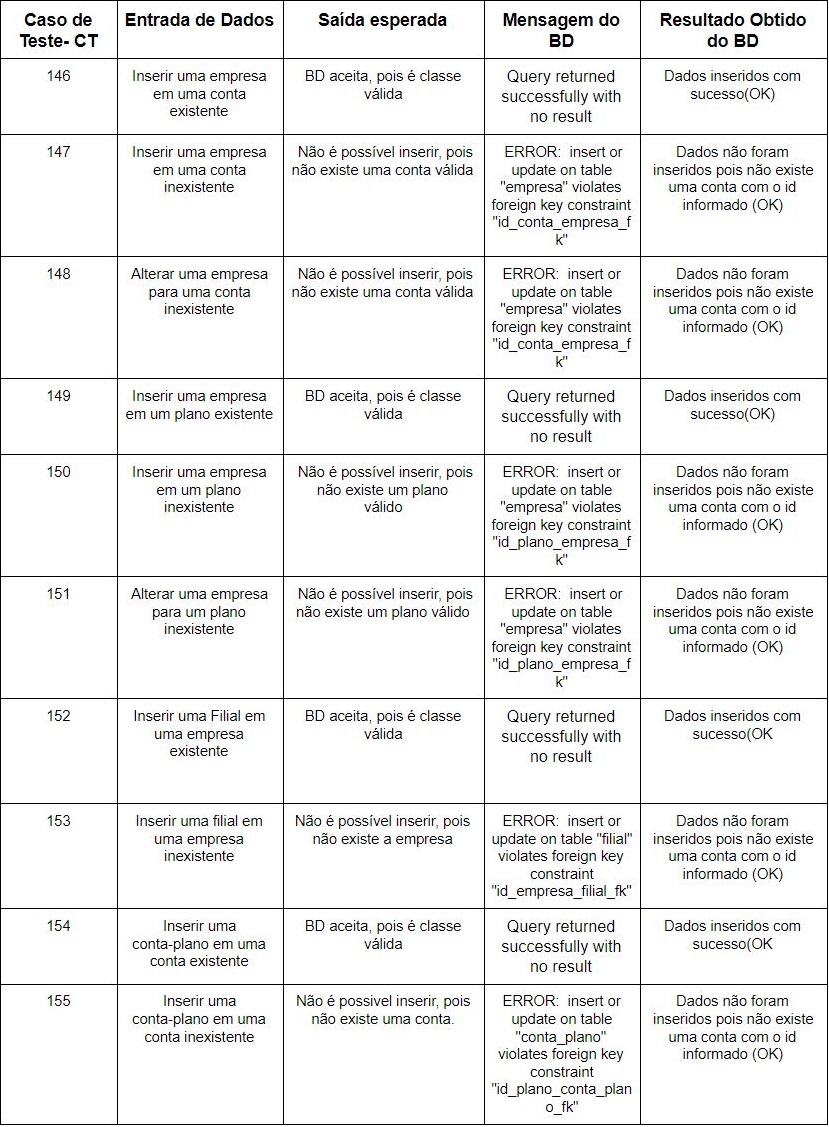 Caso de
Teste- CT
Entrada de Dados
Saída esperada
Mensagem do
BD
Resultado Obtido
do BD
146
Inserir uma empresa
em uma conta
existente
BD aceita, pois é classe
válida
Query returned
successfully with
no result
Dados inseridos com
sucesso(OK)
147
Inserir uma empresa
em uma conta
inexistente
Não é possível inserir, pois
não existe uma conta válida
ERROR: insert or
update on table
"empresa" violates
foreign key constraint
"id_conta_empresa_f
k"
Dados não foram
inseridos pois não existe
uma conta com o id
informado (OK)
148
Alterar uma empresa
para uma conta
inexistente
Não é possível inserir, pois
não existe uma conta válida
ERROR: insert or
update on table
"empresa" violates
foreign key constraint
"id_conta_empresa_f
k"
Dados não foram
inseridos pois não existe
uma conta com o id
informado (OK)
149
Inserir uma empresa
em um plano existente
BD aceita, pois é classe
válida
Query returned
successfully with
no result
Dados inseridos com
sucesso(OK)
150
Inserir uma empresa
em um plano
inexistente
Não é possível inserir, pois
não existe um plano
válido
ERROR: insert or
update on table
"empresa" violates
foreign key constraint
"id_plano_empresa_f
k"
Dados não foram
inseridos pois não existe
uma conta com o id
informado (OK)
151
Alterar uma empresa
para um plano
inexistente
Não é possível inserir, pois
não existe um plano válido
ERROR: insert or
update on table
"empresa" violates
foreign key constraint
"id_plano_empresa_f
k"
Dados não foram
inseridos pois não existe
uma conta com o id
informado (OK)
152
Inserir uma Filial em
uma empresa
existente
BD aceita, pois é classe
válida
Query returned
successfully with
no result
Dados inseridos com
sucesso(OK
153
Inserir uma filial em
uma empresa
inexistente
Não é possível inserir, pois
não existe a empresa
ERROR: insert or
update on table "filial"
violates foreign key
constraint
"id_empresa_filial_fk"
Dados não foram
inseridos pois não existe
uma conta com o id
informado (OK)
154
Inserir uma
conta-plano em uma
conta existente
BD aceita, pois é classe
válida
Query returned
successfully with
no result
Dados inseridos com
sucesso(OK
155
Inserir uma
conta-plano em uma
conta inexistente
Não é possivel inserir, pois
não existe uma conta.
ERROR: insert or
update on table
"conta_plano"
violates foreign key
constraint
"id_plano_conta_plan
o_fk"
Dados não foram
inseridos pois não existe
uma conta com o id
informado (OK)